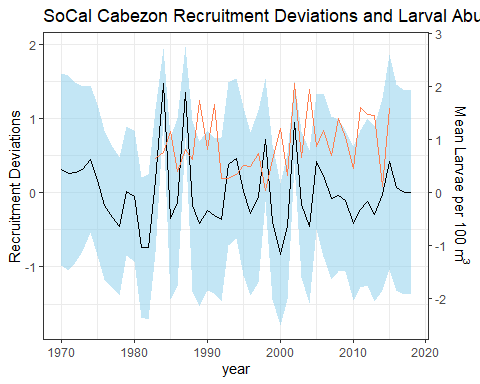 SoCal Cabezon Recruitment Deviations and Larval Abu
3
2
2
1
1
0
0
-1
-1
-2
Recruitment Deviations
Mean Larvae per 100 m³
1970 1980 1990 2000 2010 2020
year